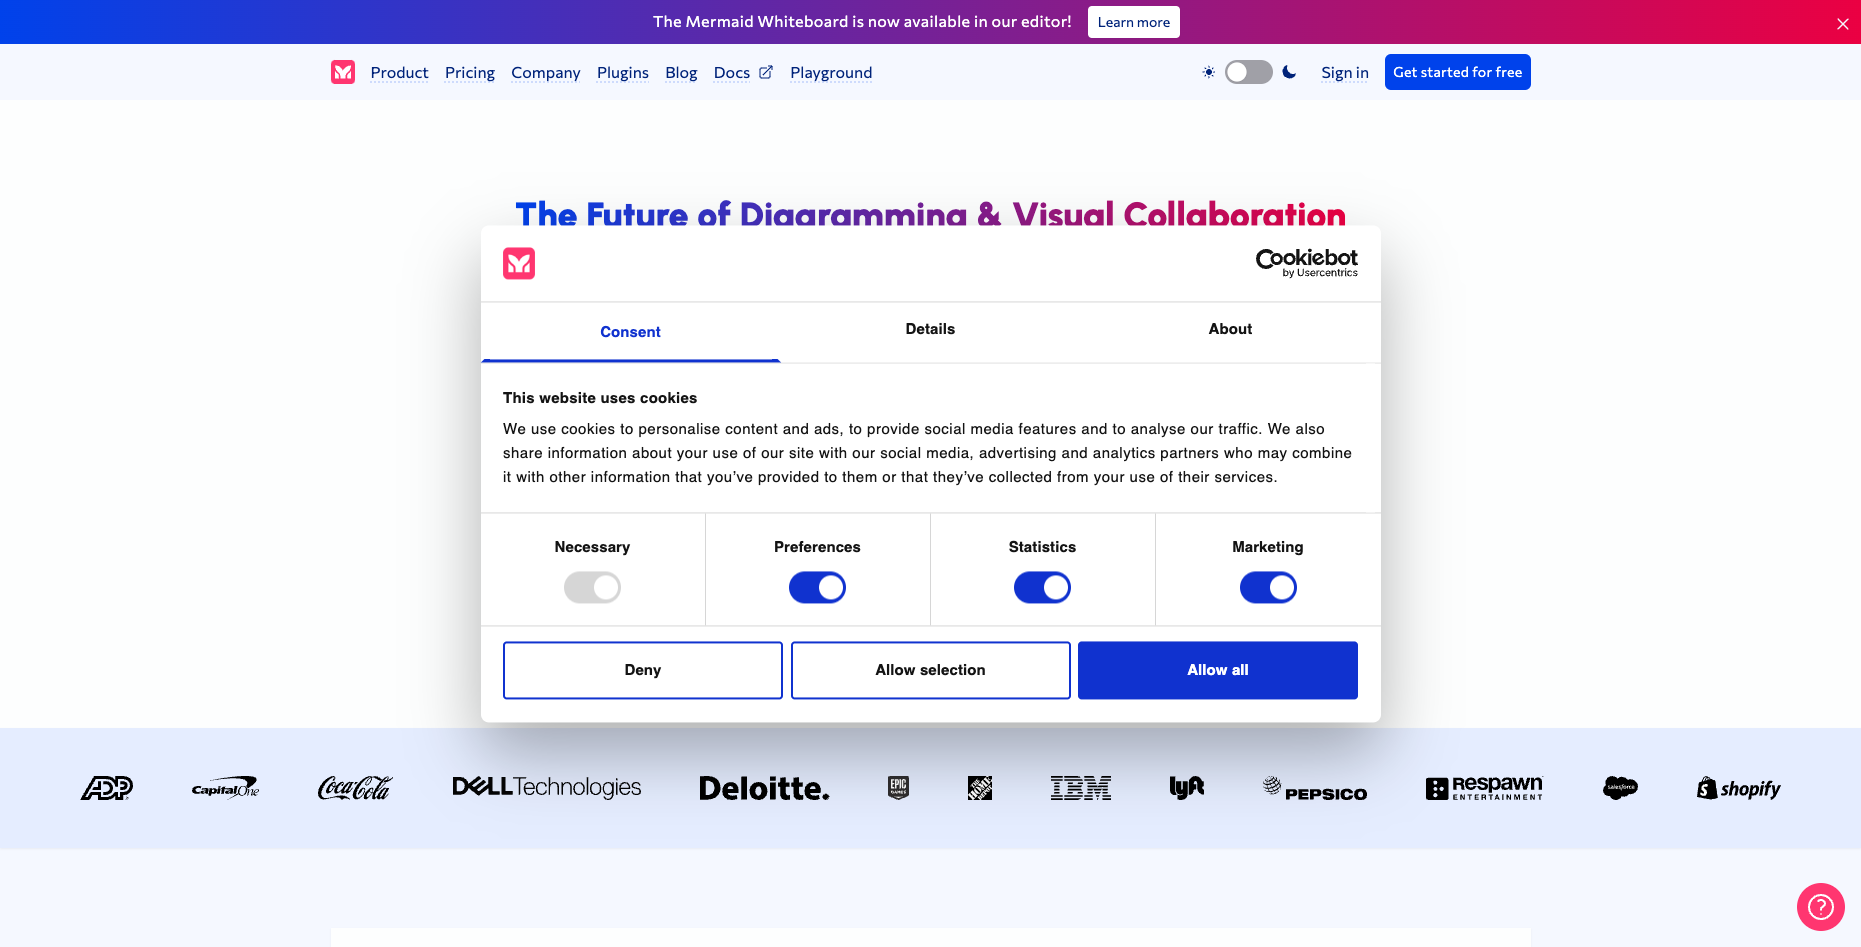 The Mermaid Whiteboard is now available in our editor!
Learn more
Product
Pricing
Company
Plugins
Blog
Docs
Playground
Sign in
Get started for free
The Future of Diagramming & Visual Collaboration
Cookiebot
by Usercentrics
Consent
Details
About
This website uses cookies
We use cookies to personalise content and ads, to provide social media features and to analyse our traffic. We also
share information about your use of our site with our social media, advertising and analytics partners who may combine
it with other information that you’ve provided to them or that they’ve collected from your use of their services.
Necessary
Preferences
Statistics
Marketing
Deny
Allow selection
Allow all
ADP
Capital One
Coca-Cola
DELL Technologies
Deloitte.
EPIC
GAMES
THE
HOME
DEPOT
IBM
lyft
PEPSICO
RESPAWN
ENTERTAINMENT
salesforce
shopify